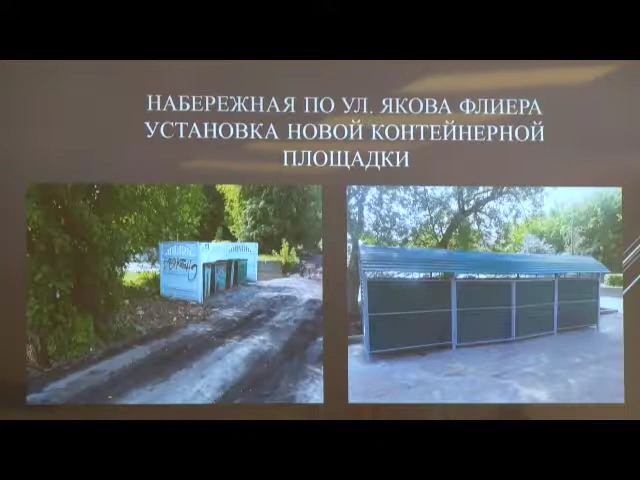 НАБЕРЕЖНАЯ ПО УЛ. ЯКОВА ФЛИЕРА
УСТАНОВКА НОВОЙ КОНТЕЙНЕРНОЙ
ПЛОЩАДКИ